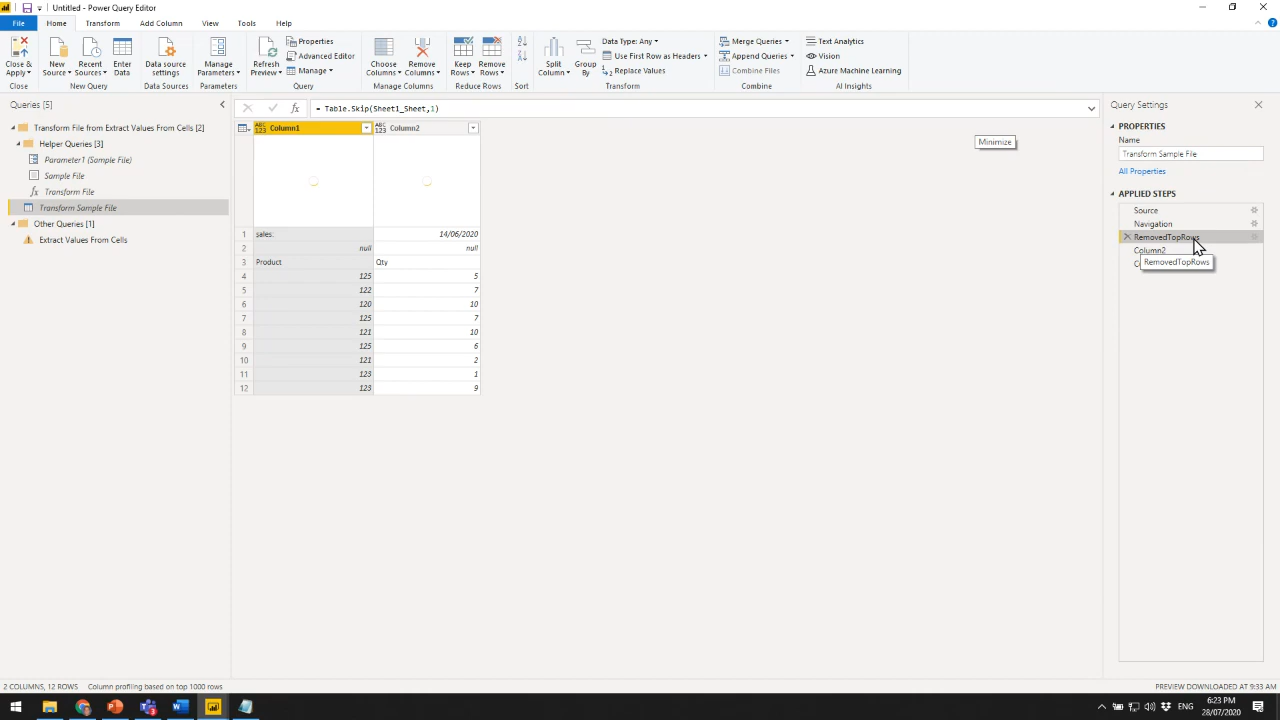 Untitled - Power Query Editor
File Home Transform Add Column View Tools Help
Close & Apply
New Source
Recent Sources
Enter Data
Data source settings
Manage Parameters
Refresh Preview
Properties
Advanced Editor
Manage
Choose Columns
Remove Columns
Keep Rows
Remove Rows
Split Column
Group By
Data Type: Any
Use First Row as Headers
Replace Values
Merge Queries
Append Queries
Combine Files
Text Analytics
Vision
Azure Machine Learning
Close New Query Data Sources Parameters Query Manage Columns Reduce Rows Sort Transform Combine AI Insights
Queries [5]
Transform File from Extract Values From Cells [2]
Helper Queries [3]
Parameter1 (Sample File)
Sample File
fx Transform File
Transform Sample File
Other Queries [1]
Extract Values From Cells
fx = Table.Skip(Sheet1_Sheet,1)
ABC 123 Column1 ABC 123 Column2
1 sales: 14/06/2020
2 null null
3 Product Qty
4 125 5
5 122 7
6 120 10
7 125 7
8 121 10
9 125 6
10 121 2
11 123 1
12 123 9
Minimize
Query Settings
PROPERTIES
Name
Transform Sample File
All Properties
APPLIED STEPS
Source
Navigation
RemovedTopRows
Column2
RemovedTopRows
2 COLUMNS, 12 ROWS Column profiling based on top 1000 rows PREVIEW DOWNLOADED AT 9:33 AM
ENG
6:23 PM
28/07/2020